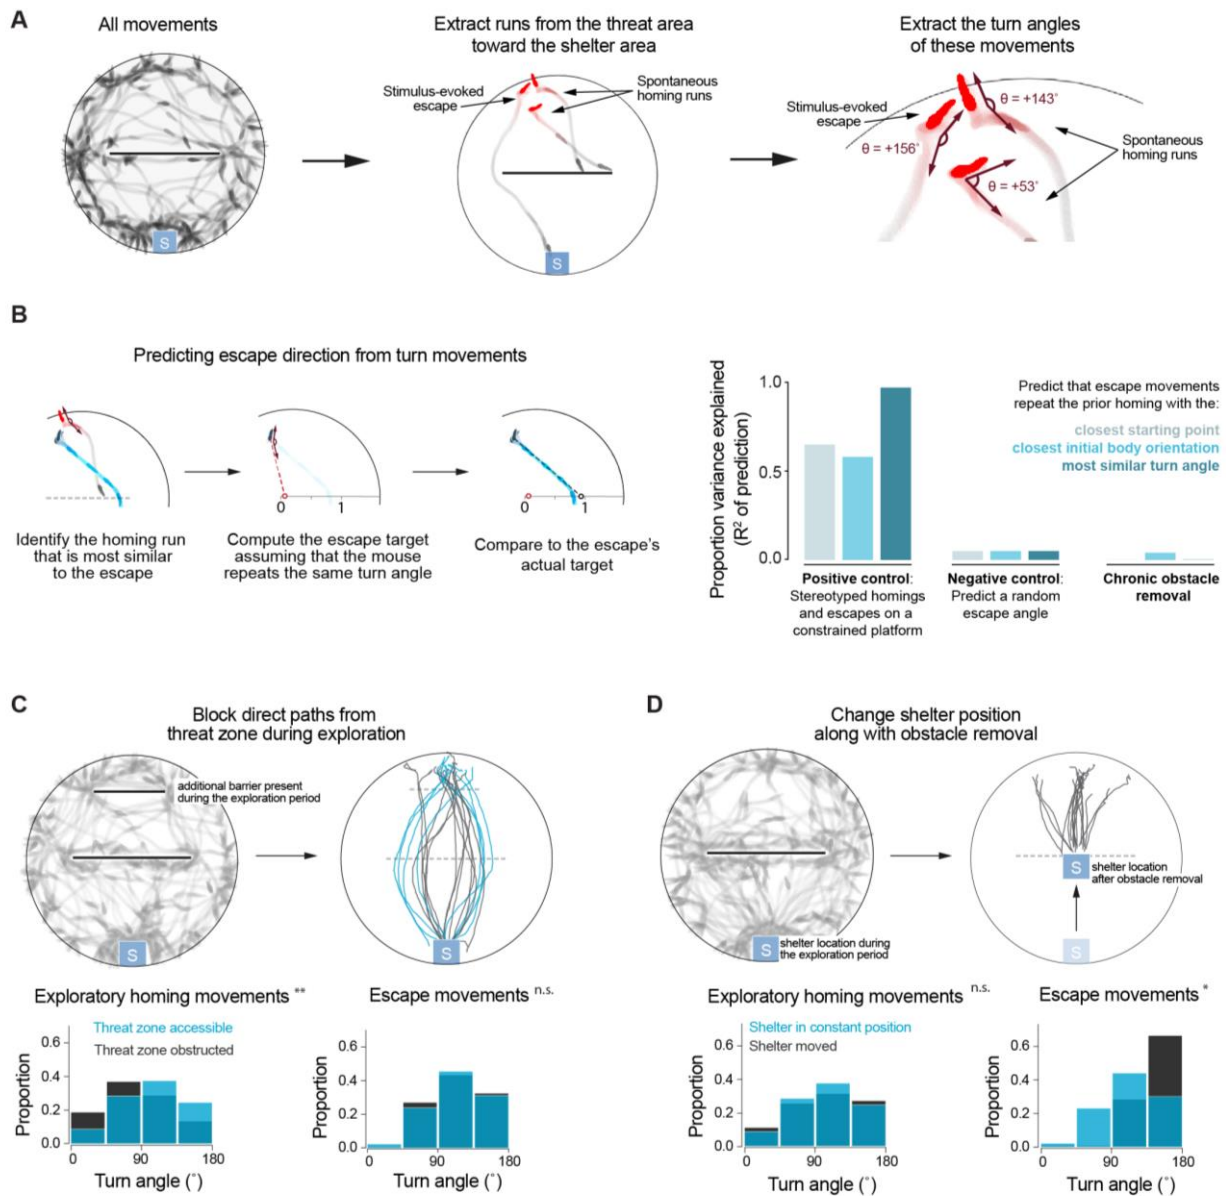 A
All movements
S
Extract runs from the threat area
toward the shelter area
Stimulus-evoked
escape
Spontaneous
homing runs
S
Extract the turn angles
of these movements
Stimulus-evoked
escape
θ = +143°
θ = +156°
θ = +53°
Spontaneous
homing runs
B
Predicting escape direction from turn movements
0
1
0
1
Identify the homing run
that is most similar
to the escape
Compute the escape target
assuming that the mouse
repeats the same turn angle
Compare to the escape's
actual target
Proportion variance explained
(R² of prediction)
1.0
0.5
0.0
Predict that escape movements
repeat the prior homing with the:
closest starting point
closest initial body orientation
most similar turn angle
Positive control:
Stereotyped homings
and escapes on a
constrained platform
Negative control:
Predict a random
escape angle
Chronic obstacle
removal
C
Block direct paths from
threat zone during exploration
additional barrier present
during the exploration period
S
S
Exploratory homing movements **
Threat zone accessible
Threat zone obstructed
Proportion
0.6
0.4
0.2
0.0
0
90
180
Turn angle (°)
Escape movements n.s.
Proportion
0.6
0.4
0.2
0.0
0
90
180
Turn angle (°)
D
Change shelter position
along with obstacle removal
S
shelter location during
the exploration period
S
shelter location
after obstacle removal
S
Exploratory homing movements n.s.
Shelter in constant position
Shelter moved
Proportion
0.6
0.4
0.2
0.0
0
90
180
Turn angle (°)
Escape movements *
Proportion
0.6
0.4
0.2
0.0
0
90
180
Turn angle (°)